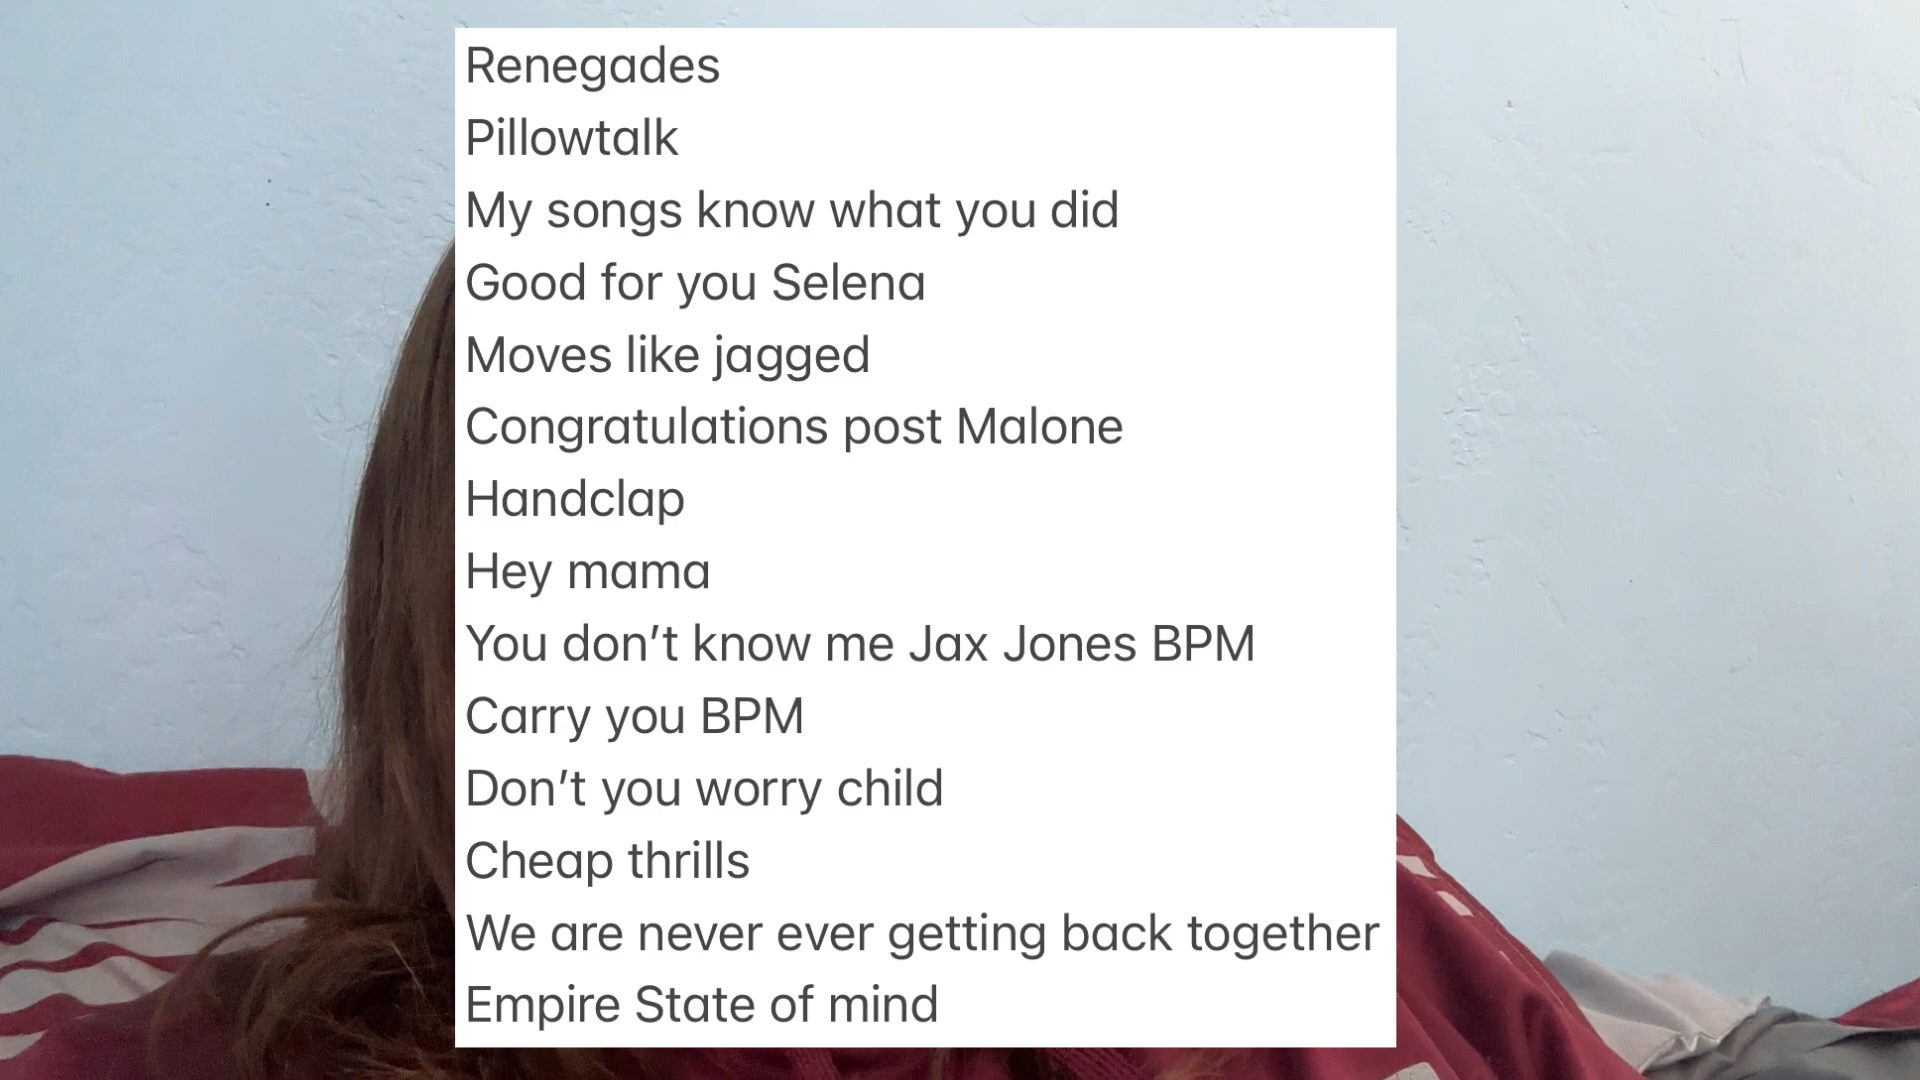 Renegades
Pillowtalk
My songs know what you did
Good for you Selena
Moves like jagged
Congratulations post Malone
Handclap
Hey mama
You don’t know me Jax Jones BPM
Carry you BPM
Don’t you worry child
Cheap thrills
We are never ever getting back together
Empire State of mind